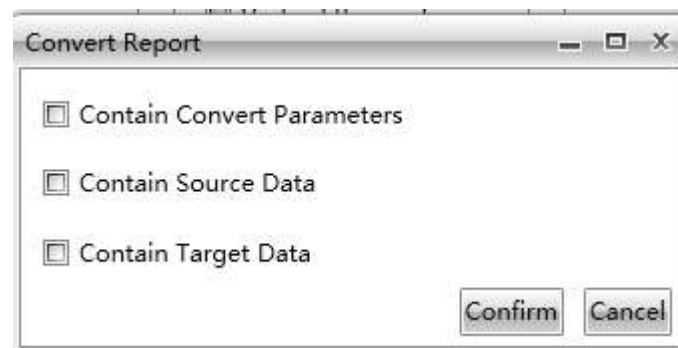 Convert Report
Contain Convert Parameters
Contain Source Data
Contain Target Data
Confirm Cancel